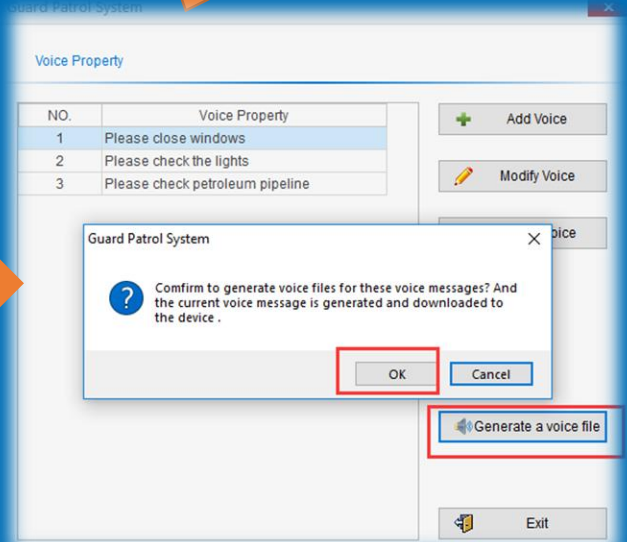 Guard Patrol System
Voice Property
NO. Voice Property
1 Please close windows
2 Please check the lights
3 Please check petroleum pipeline
Add Voice
Modify Voice
oice
Guard Patrol System
Comfirm to generate voice files for these voice messages? And
the current voice message is generated and downloaded to
the device .
OK Cancel
Generate a voice file
Exit